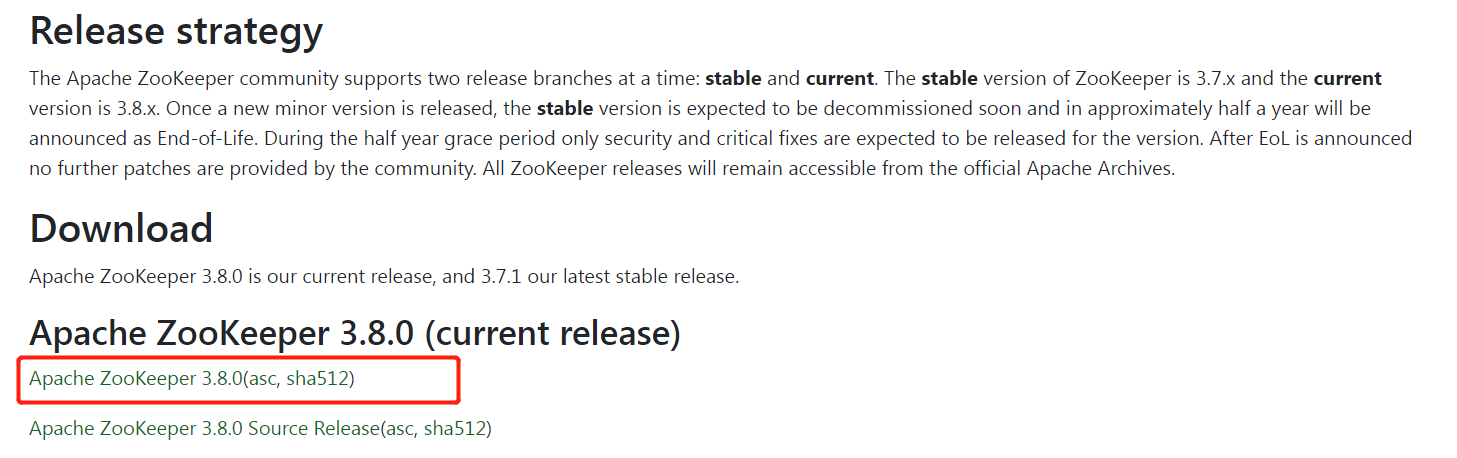 Release strategy
The Apache ZooKeeper community supports two release branches at a time: stable and current. The stable version of ZooKeeper is 3.7.x and the current
version is 3.8.x. Once a new minor version is released, the stable version is expected to be decommissioned soon and in approximately half a year will be
announced as End-of-Life. During the half year grace period only security and critical fixes are expected to be released for the version. After EoL is announced
no further patches are provided by the community. All ZooKeeper releases will remain accessible from the official Apache Archives.
Download
Apache ZooKeeper 3.8.0 is our current release, and 3.7.1 our latest stable release.
Apache ZooKeeper 3.8.0 (current release)
Apache ZooKeeper 3.8.0(asc, sha512)
Apache ZooKeeper 3.8.0 Source Release(asc, sha512)